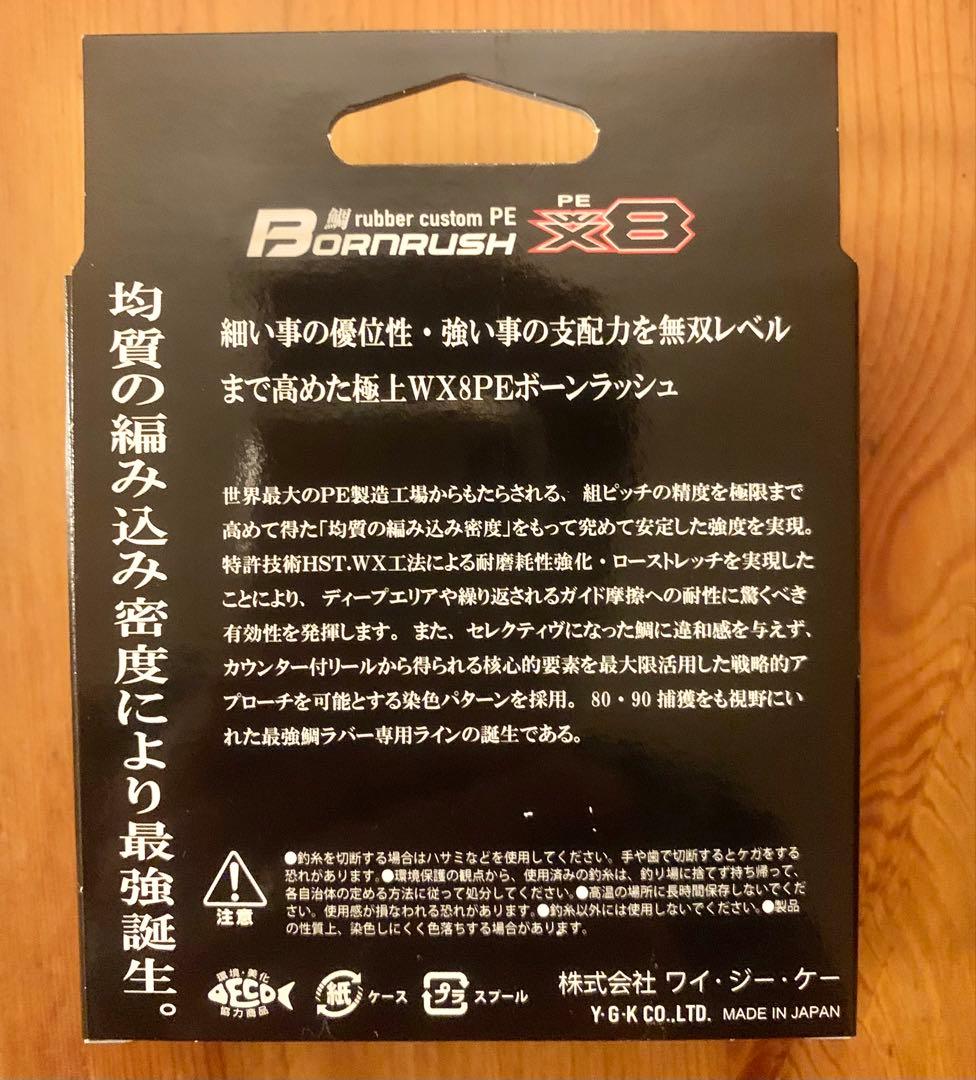 鯛 rubber custom PE
BORNRUSH
PE
WX8
細い事の優位性・強い事の支配力を無双レベル
まで高めた極上WX8PEボーンラッシュ
均質の編み込み密度により最強誕生。
世界最大のPE製造工場からもたらされる、組ピッチの精度を極限まで
高めて得た「均質の編み込み密度」をもって究めて安定した強度を実現。
特許技術HST.WX工法による耐磨耗性強化・ローストレッチを実現した
ことにより、ディープエリアや繰り返されるガイド摩擦への耐性に驚くべき
有効性を発揮します。また、セレクティヴになった鯛に違和感を与えず、
カウンター付リールから得られる核心的要素を最大限活用した戦略的ア
プローチを可能とする染色パターンを採用。80・90 捕獲をも視野にい
れた最強鯛ラバー専用ラインの誕生である。
注意
●釣糸を切断する場合はハサミなどを使用してください。手や歯で切断するとケガをする
恐れがあります。●環境保護の観点から、使用済みの釣糸は、釣り場に捨てず持ち帰って、
各自治体の定める方法に従って処分してください。●高温の場所に長時間保存しないでくだ
さい。使用感が損なわれる恐れがあります。●釣糸以外には使用しないでください。●製品
の性質上、染色しにくく色落ちする場合があります。
環境・美化
DECO
協力商品
紙 ケース
プラ スプール
株式会社 ワイ・ジー・ケー
Y・G・K CO.,LTD. MADE IN JAPAN